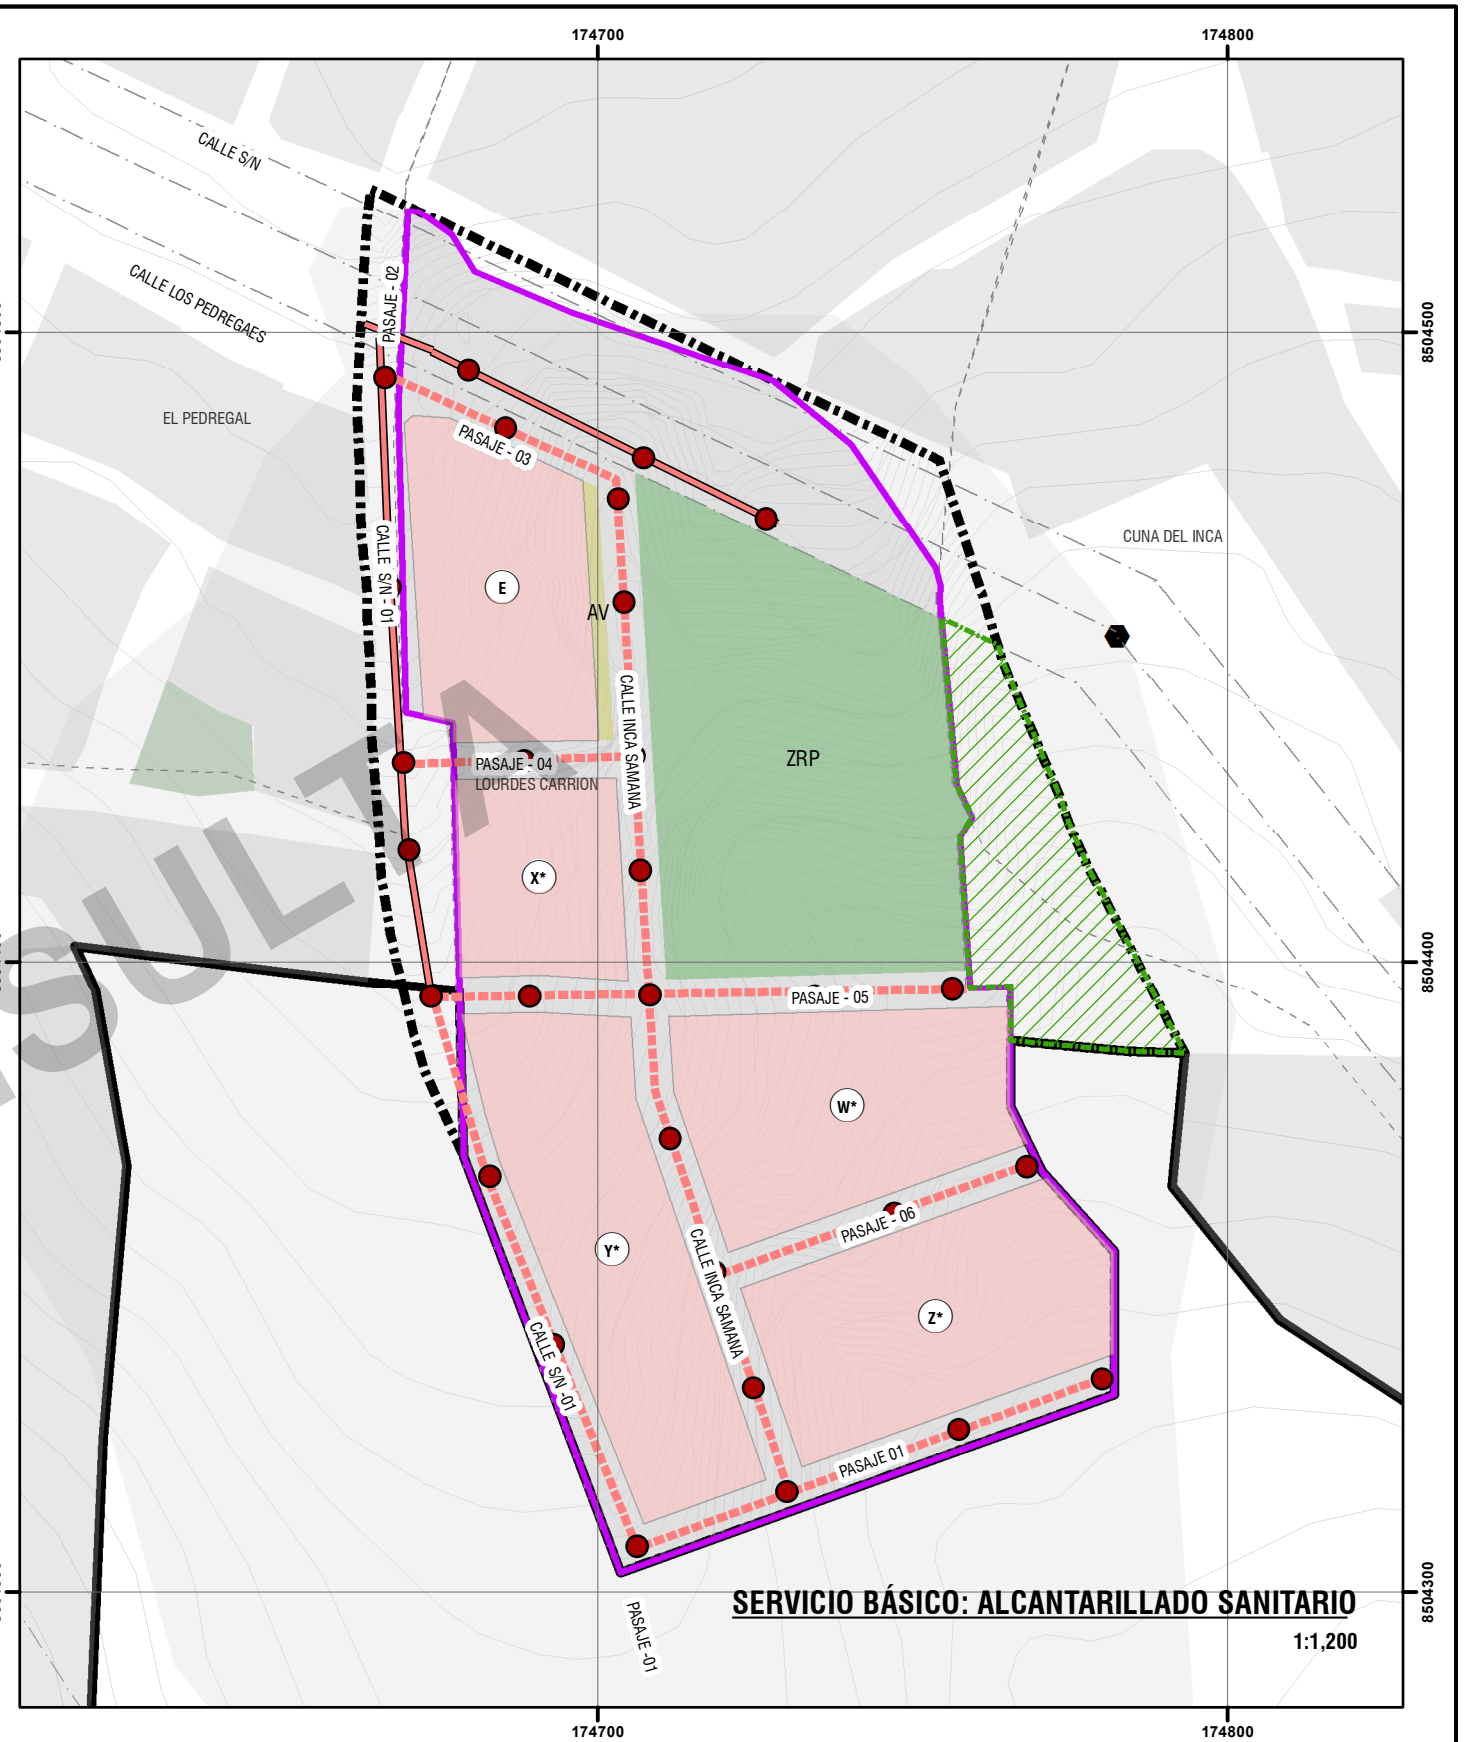 174700
174800
CALLE S/N
CALLE LOS PEDREGAES
PASAJE - 02
8504500
EL PEDREGAL
PASAJE - 03
CUNA DEL INCA
CALLE S/N - 01
E
AV
CALLE INCA SAMANA
ZRP
PASAJE - 04
LOURDES CARRION
X*
SULTA
8504400
PASAJE - 05
W*
PASAJE - 06
Y*
CALLE INCA SAMANA
Z*
CALLE S/N -01
PASAJE 01
SERVICIO BÁSICO: ALCANTARILLADO SANITARIO
8504300
PASAJE -01
1:1,200
174700
174800